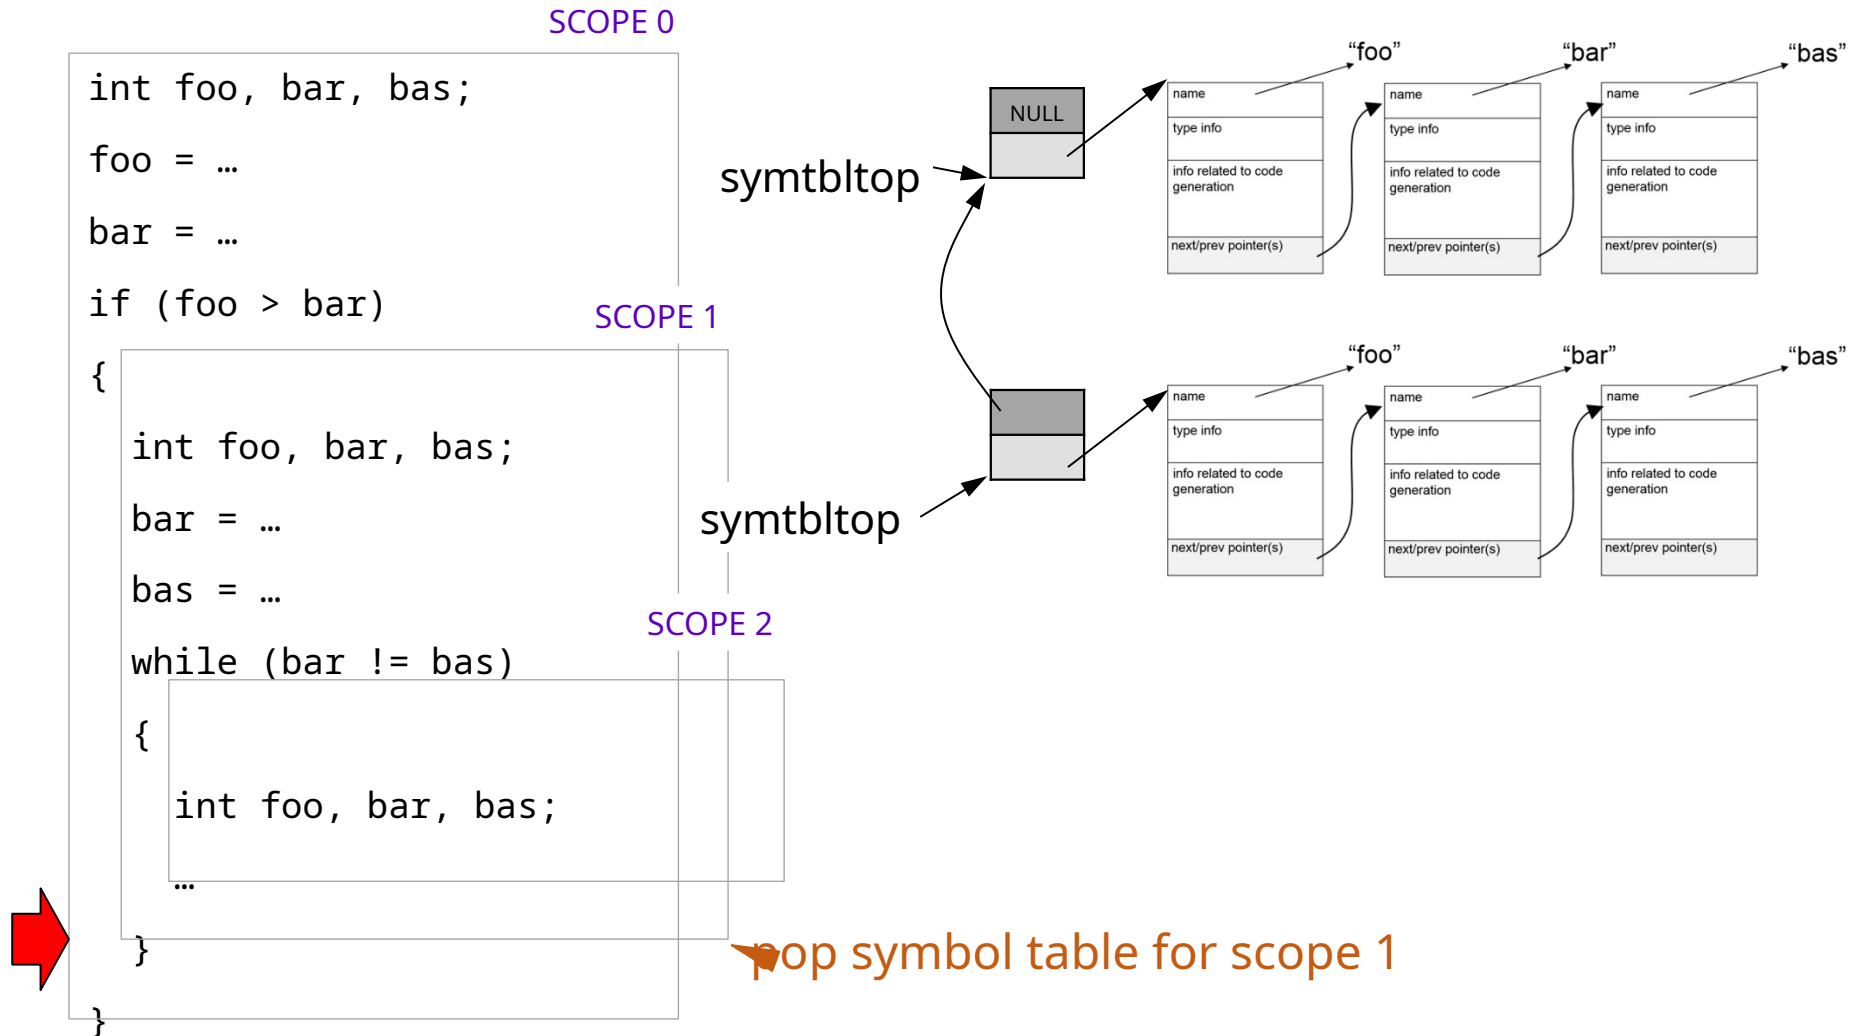 SCOPE 0
int foo, bar, bas;
foo = …
bar = …
if (foo > bar)
SCOPE 1
{
int foo, bar, bas;
bar = …
bas = …
SCOPE 2
while (bar != bas)
{
int foo, bar, bas;
…
}
}
pop symbol table for scope 1
symtbltop
NULL
“foo”
name
type info
info related to code
generation
next/prev pointer(s)
“bar”
name
type info
info related to code
generation
next/prev pointer(s)
“bas”
name
type info
info related to code
generation
next/prev pointer(s)
symtbltop
“foo”
name
type info
info related to code
generation
next/prev pointer(s)
“bar”
name
type info
info related to code
generation
next/prev pointer(s)
“bas”
name
type info
info related to code
generation
next/prev pointer(s)